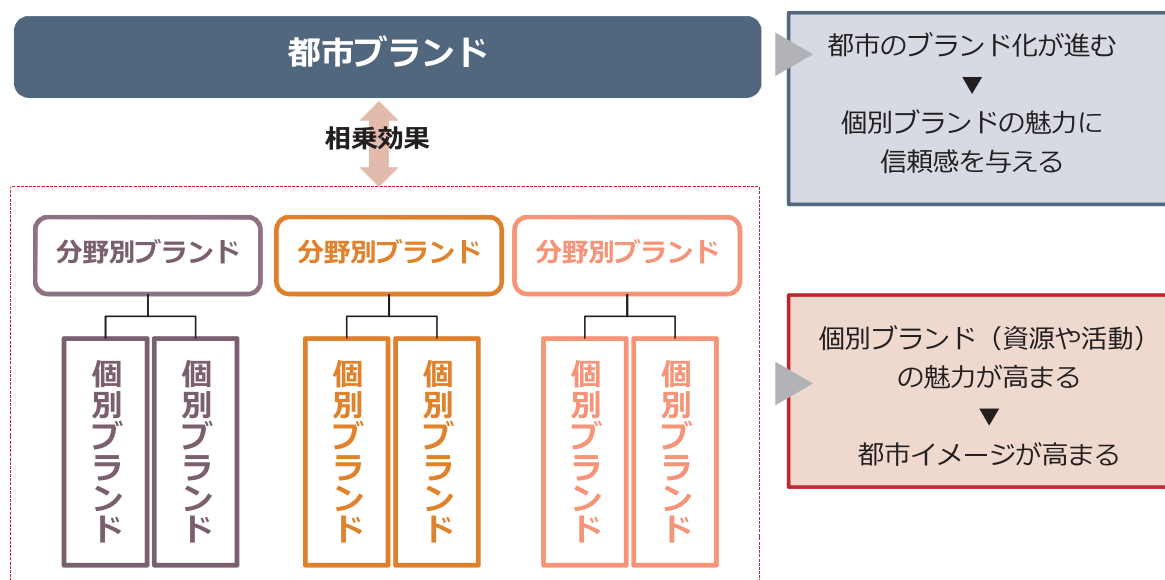 都市ブランド
相乗効果
分野別ブランド
分野別ブランド
分野別ブランド
個別ブランド
個別ブランド
個別ブランド
個別ブランド
個別ブランド
個別ブランド
都市のブランド化が進む
▼
個別ブランドの魅力に
信頼感を与える
個別ブランド（資源や活動）
の魅力が高まる
▼
都市イメージが高まる